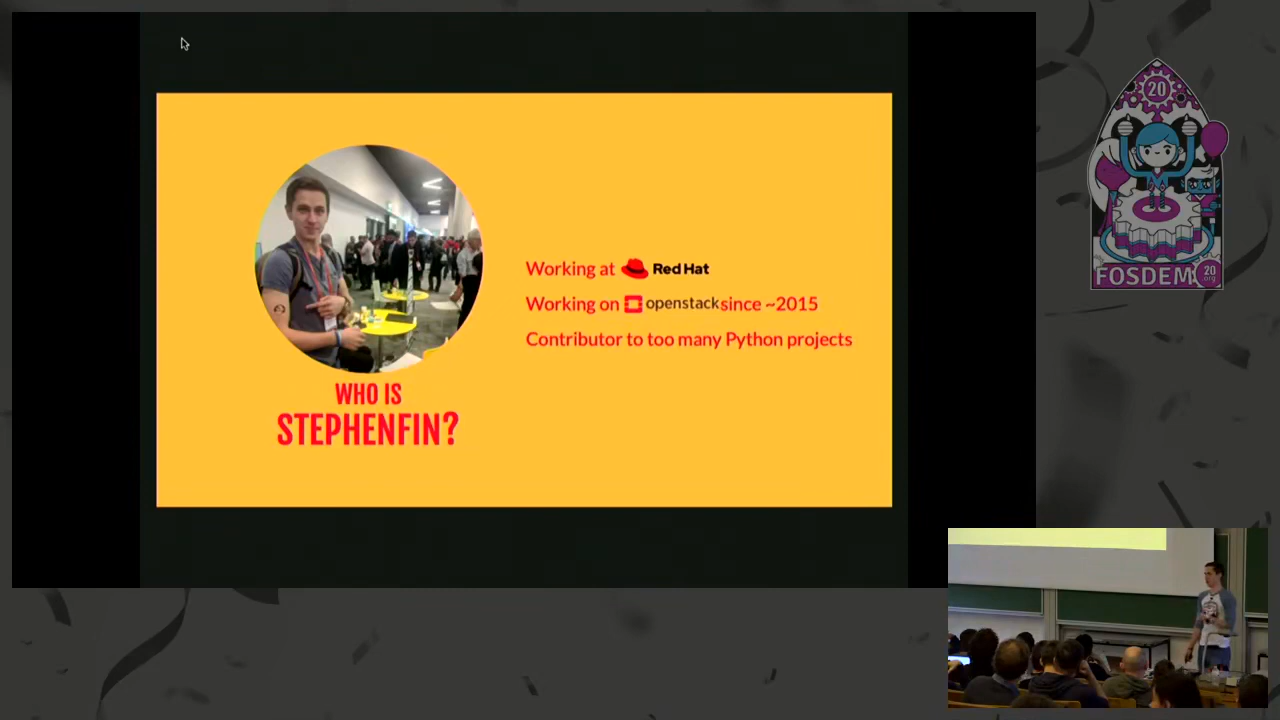 Working at Red Hat
Working on openstack since ~2015
Contributor to too many Python projects
WHO IS
STEPHENFIN?
20
FOSDEM
20
.org